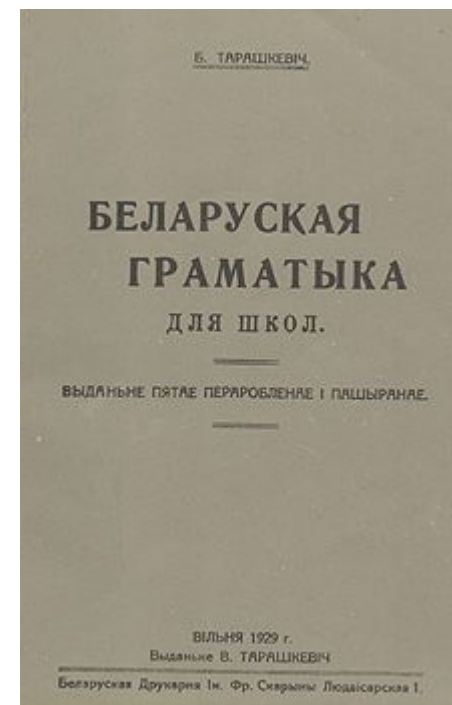 Б. ТАРАШКЕВІЧ.
БЕЛАРУСКАЯ
ГРАМАТЫКА
ДЛЯ ШКОЛ.
ВЫДАНЬНЕ ПЯТАЕ ПЕРАРОБЛЕНАЕ І ПАШЫРАНАЕ.
ВІЛЬНЯ 1929 г.
Выданьне В. ТАРАШКЕВІЧ
Беларуская Друкарня Ім. Фр. Скарыны Людвісарская 1.